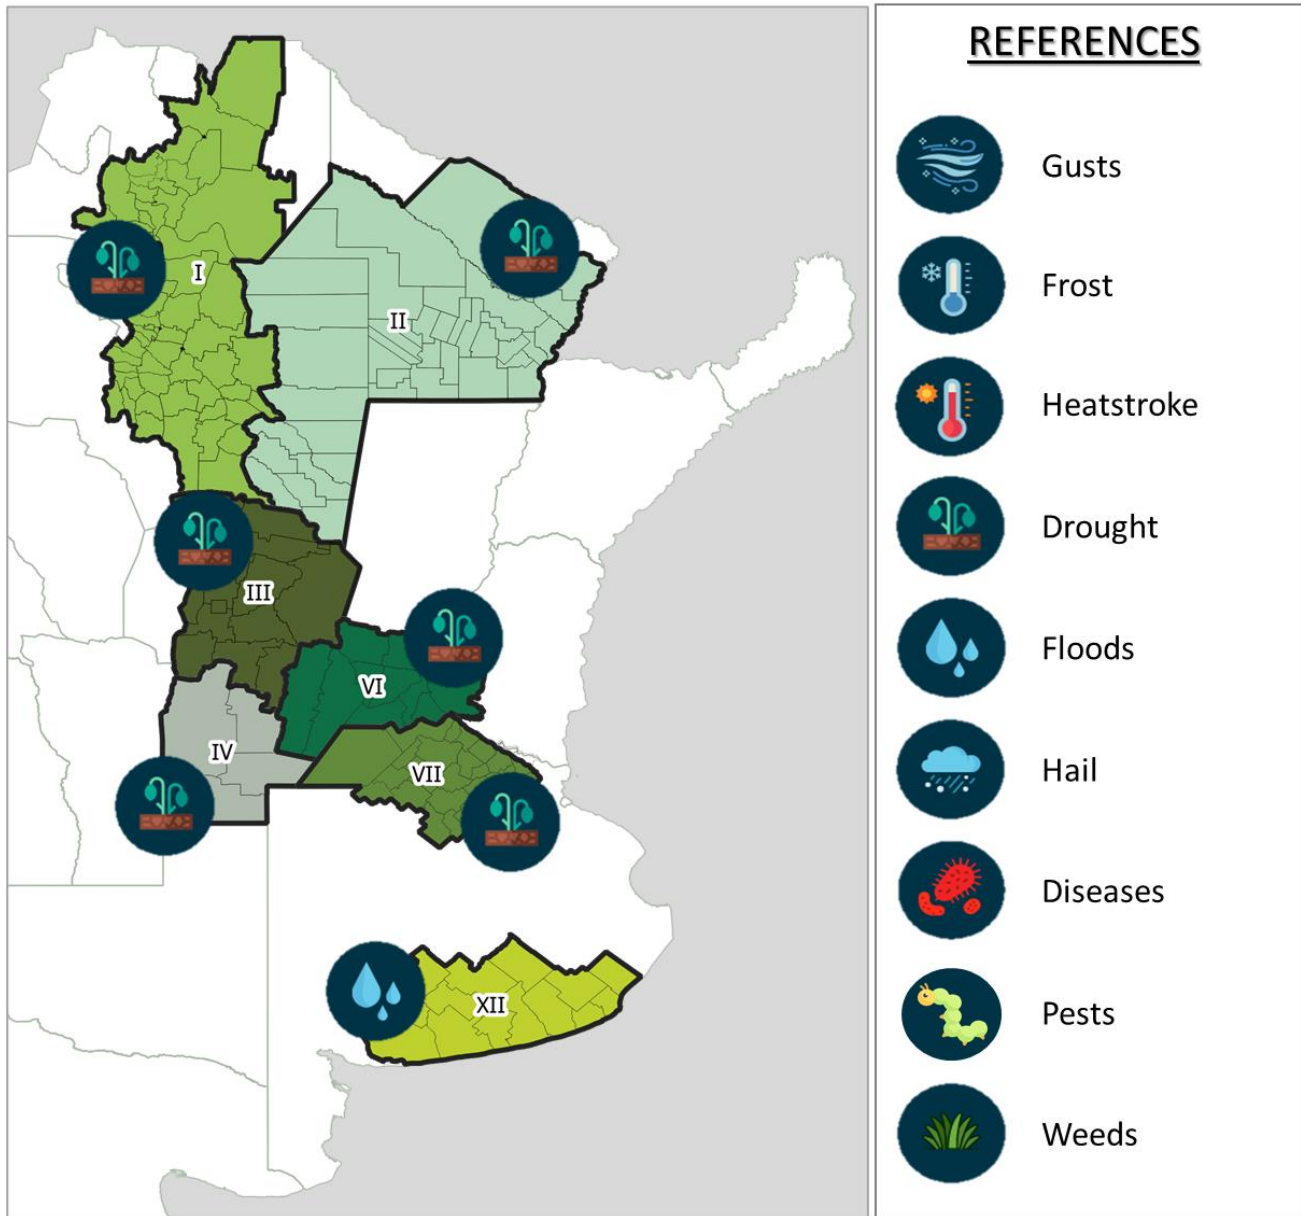 REFERENCES
Gusts
Frost
Heatstroke
Drought
Floods
Hail
Diseases
Pests
Weeds
I
II
III
VI
IV
VII
XII